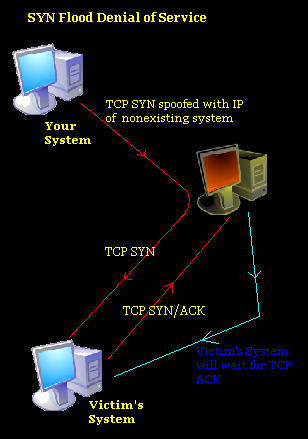 SYN Flood Denial of Service
TCP SYN spoofed with IP
of nonexisting system
Your
System
TCP SYN
TCP SYN/ACK
Victim's System
will wait for TCP
ACK
Victim's
System